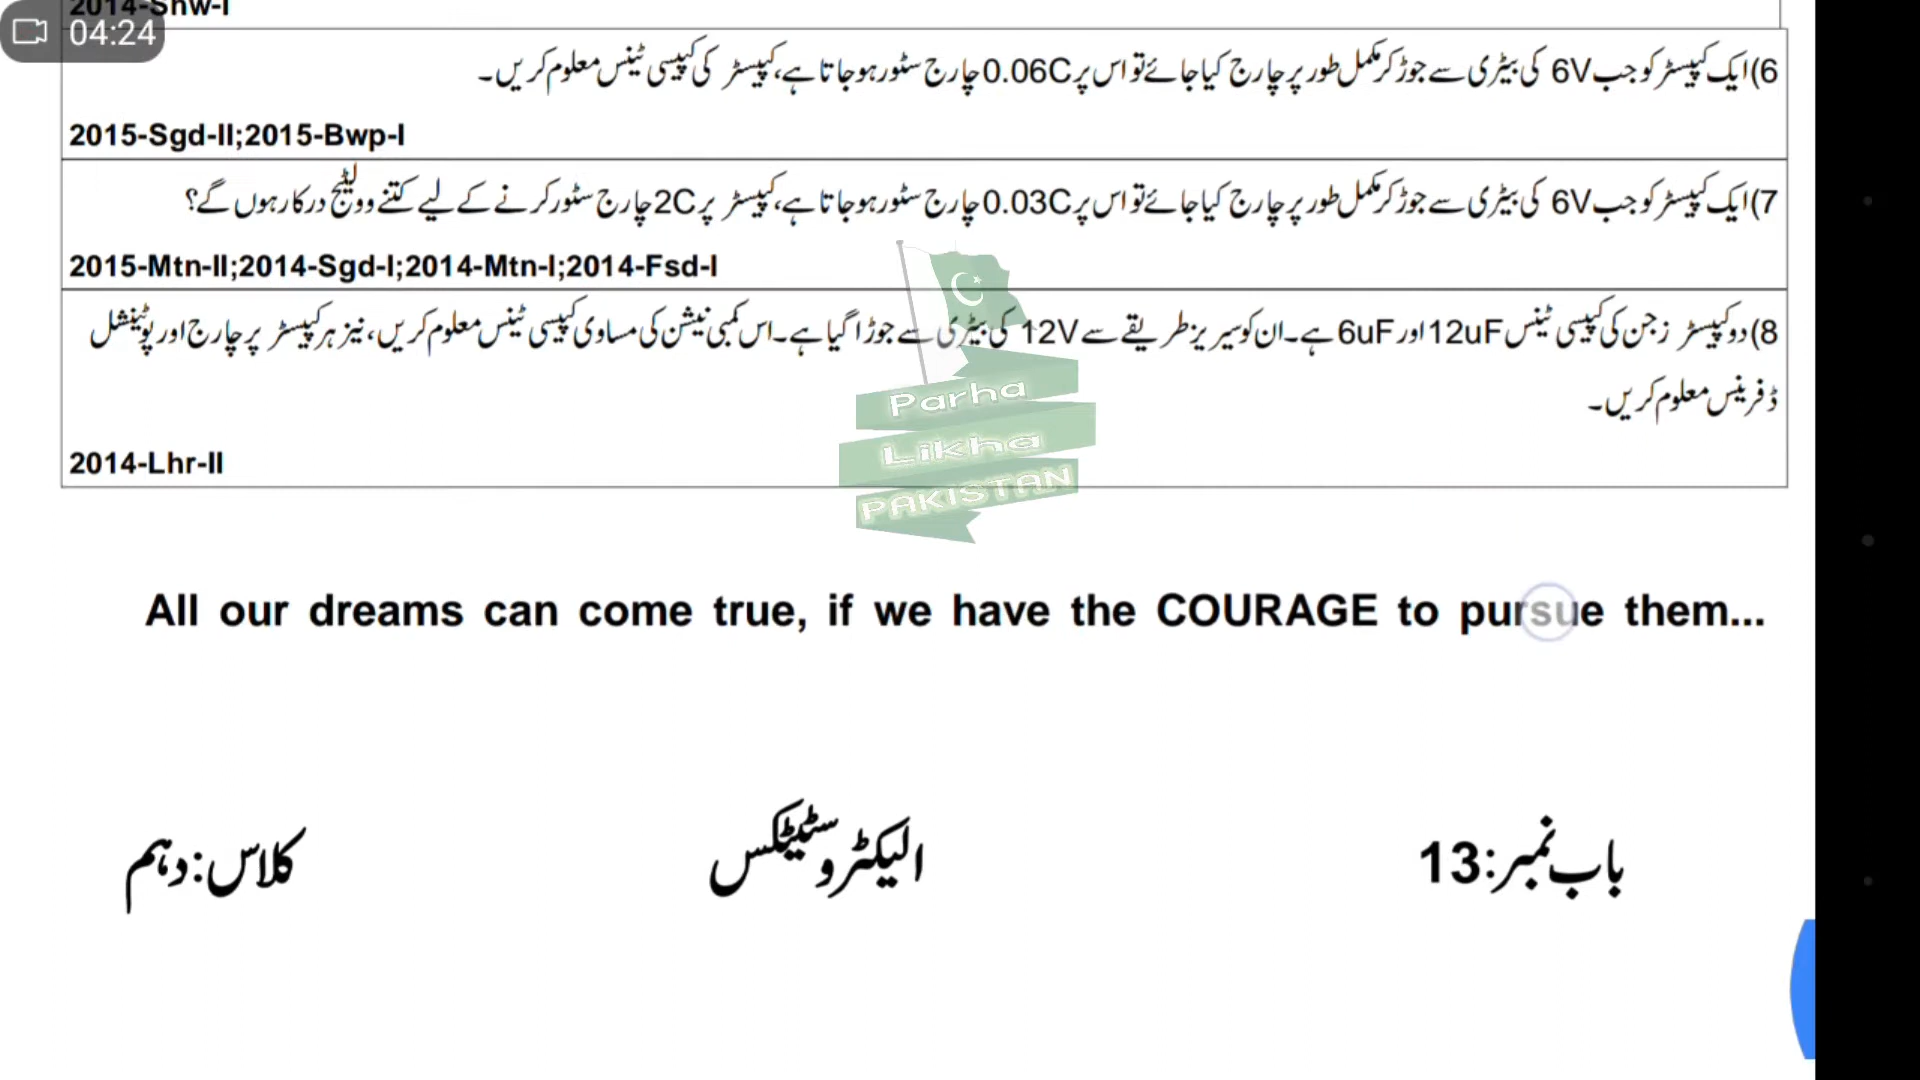 2014-Shw-I
04:24
6)ایک کپیسٹر کو جب 6V کی بیٹری سے جوڑ کر مکمل طور پر چارج کیا جائے تو اس پر 0.06C چارج سٹور ہو جاتا ہے، کپیسٹر کی کپیسی ٹینس معلوم کریں۔
2015-Sgd-II;2015-Bwp-I
7)ایک کپیسٹر کو جب 6V کی بیٹری سے جوڑ کر مکمل طور پر چارج کیا جائے تو اس پر 0.03C چارج سٹور ہو جاتا ہے، کپیسٹر پر 2C چارج سٹور کرنے کے لیے کتنے وولٹیج درکار ہوں گے؟
2015-Mtn-II;2014-Sgd-I;2014-Mtn-I;2014-Fsd-I
8)دو کپیسٹرز جن کی کپیسی ٹینس 12uF اور 6uF ہے۔ ان کو سیریز طریقے سے 12V کی بیٹری سے جوڑا گیا ہے۔ اس کمبی نیشن کی مساوی کپیسی ٹینس معلوم کریں، نیز ہر کپیسٹر پر چارج اور پوٹینشل
ڈفرینس معلوم کریں۔
2014-Lhr-II
Parha
Likha
PAKISTAN
All our dreams can come true, if we have the COURAGE to pursue them...
باب نمبر:13
الیکٹروسٹیٹکس
کلاس:دہم